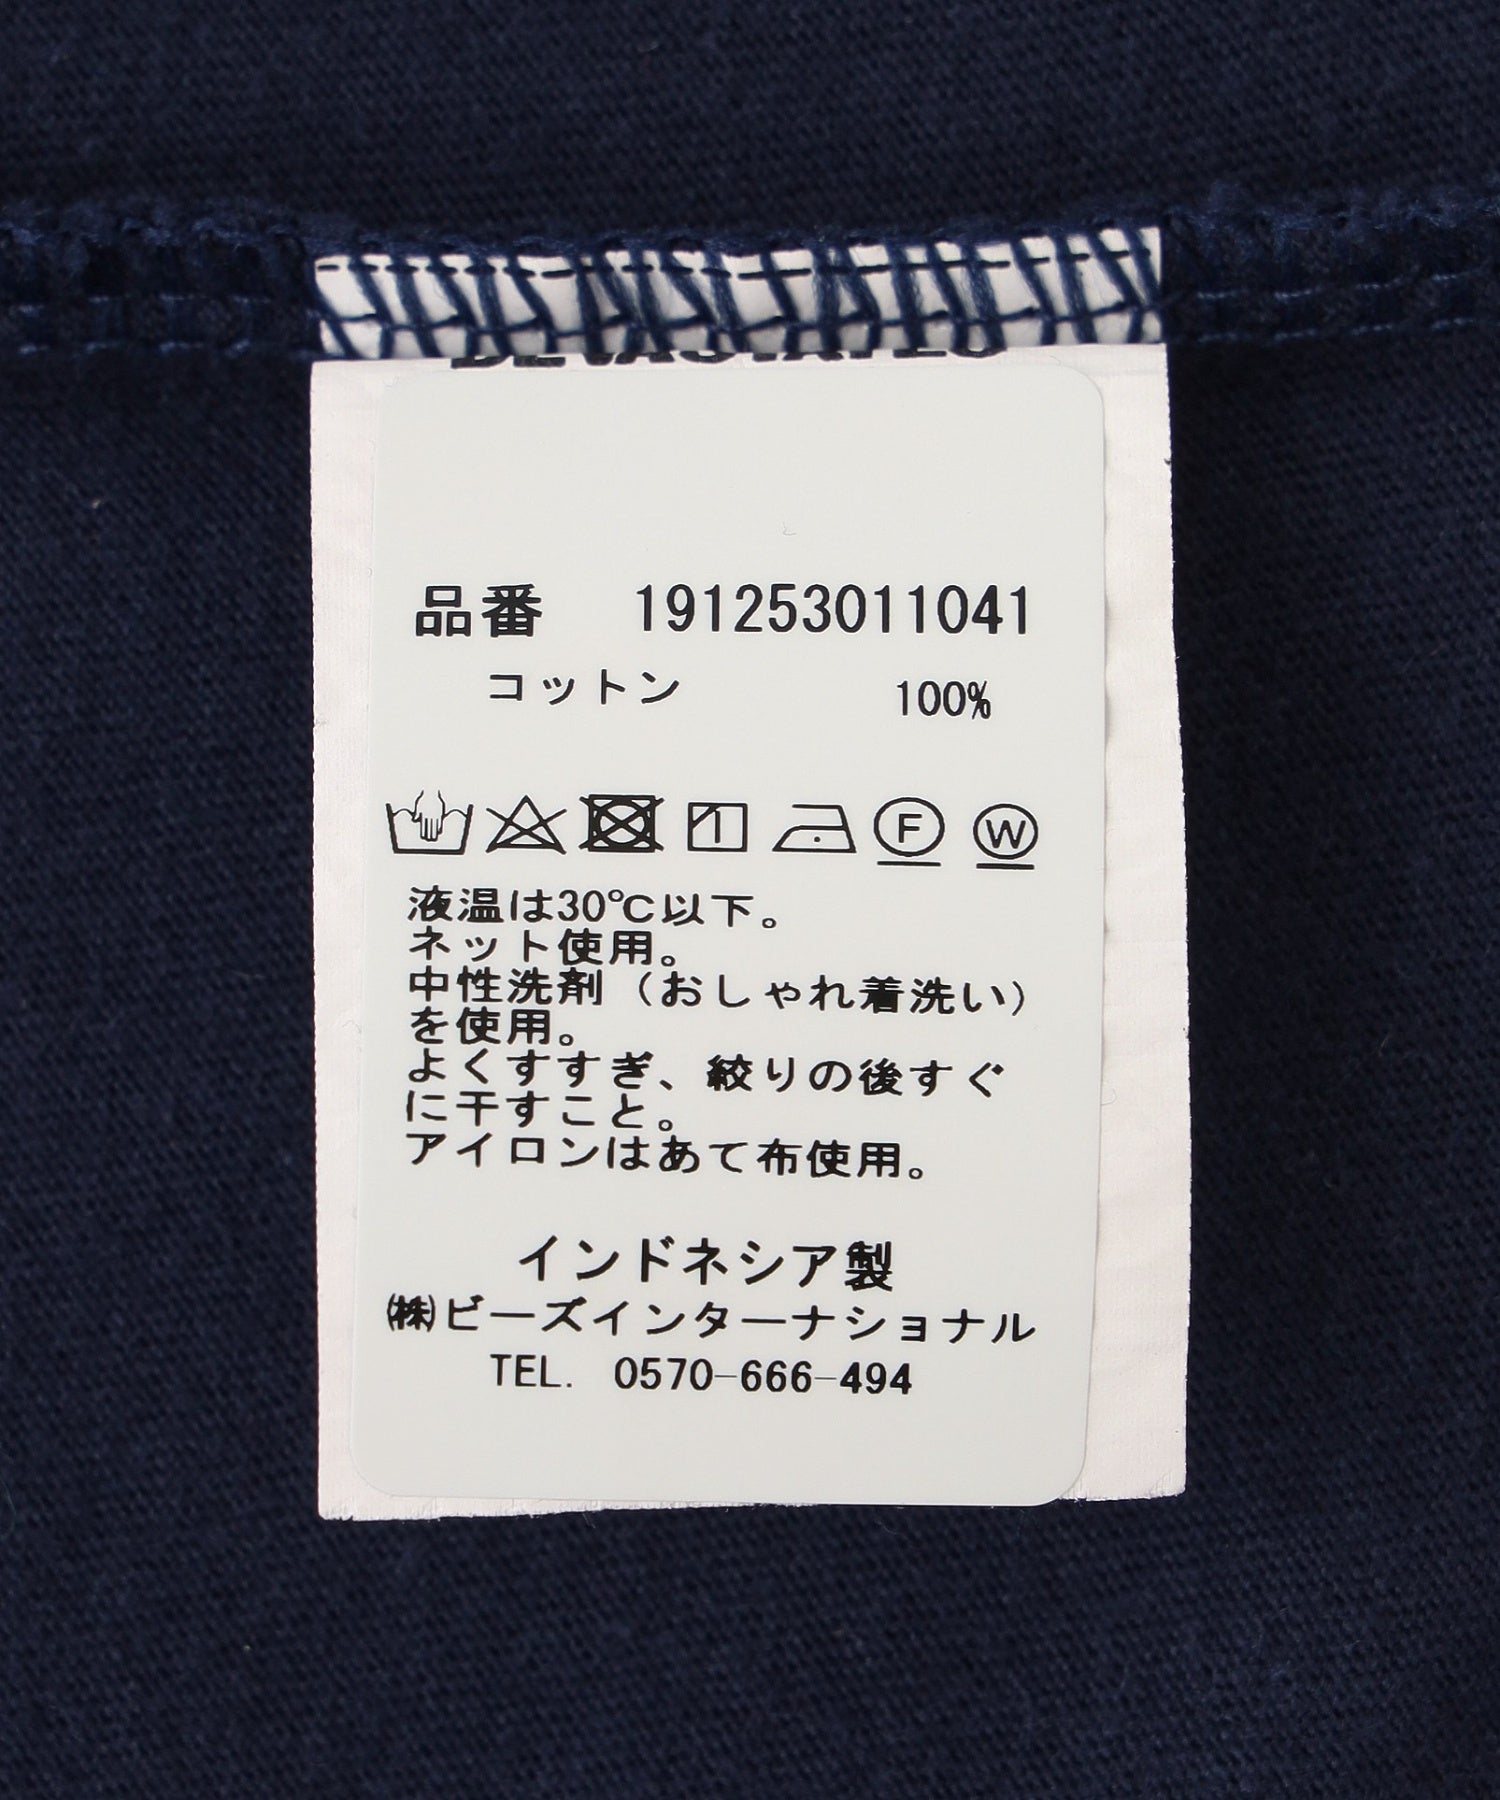 品番 191253011041
コットン 100%
F W
液温は30℃以下。
ネット使用。
中性洗剤（おしゃれ着洗い）
を使用。
よくすすぎ、絞りの後すぐ
に干すこと。
アイロンはあて布使用。
インドネシア製
㈱ビーズインターナショナル
TEL. 0570-666-494